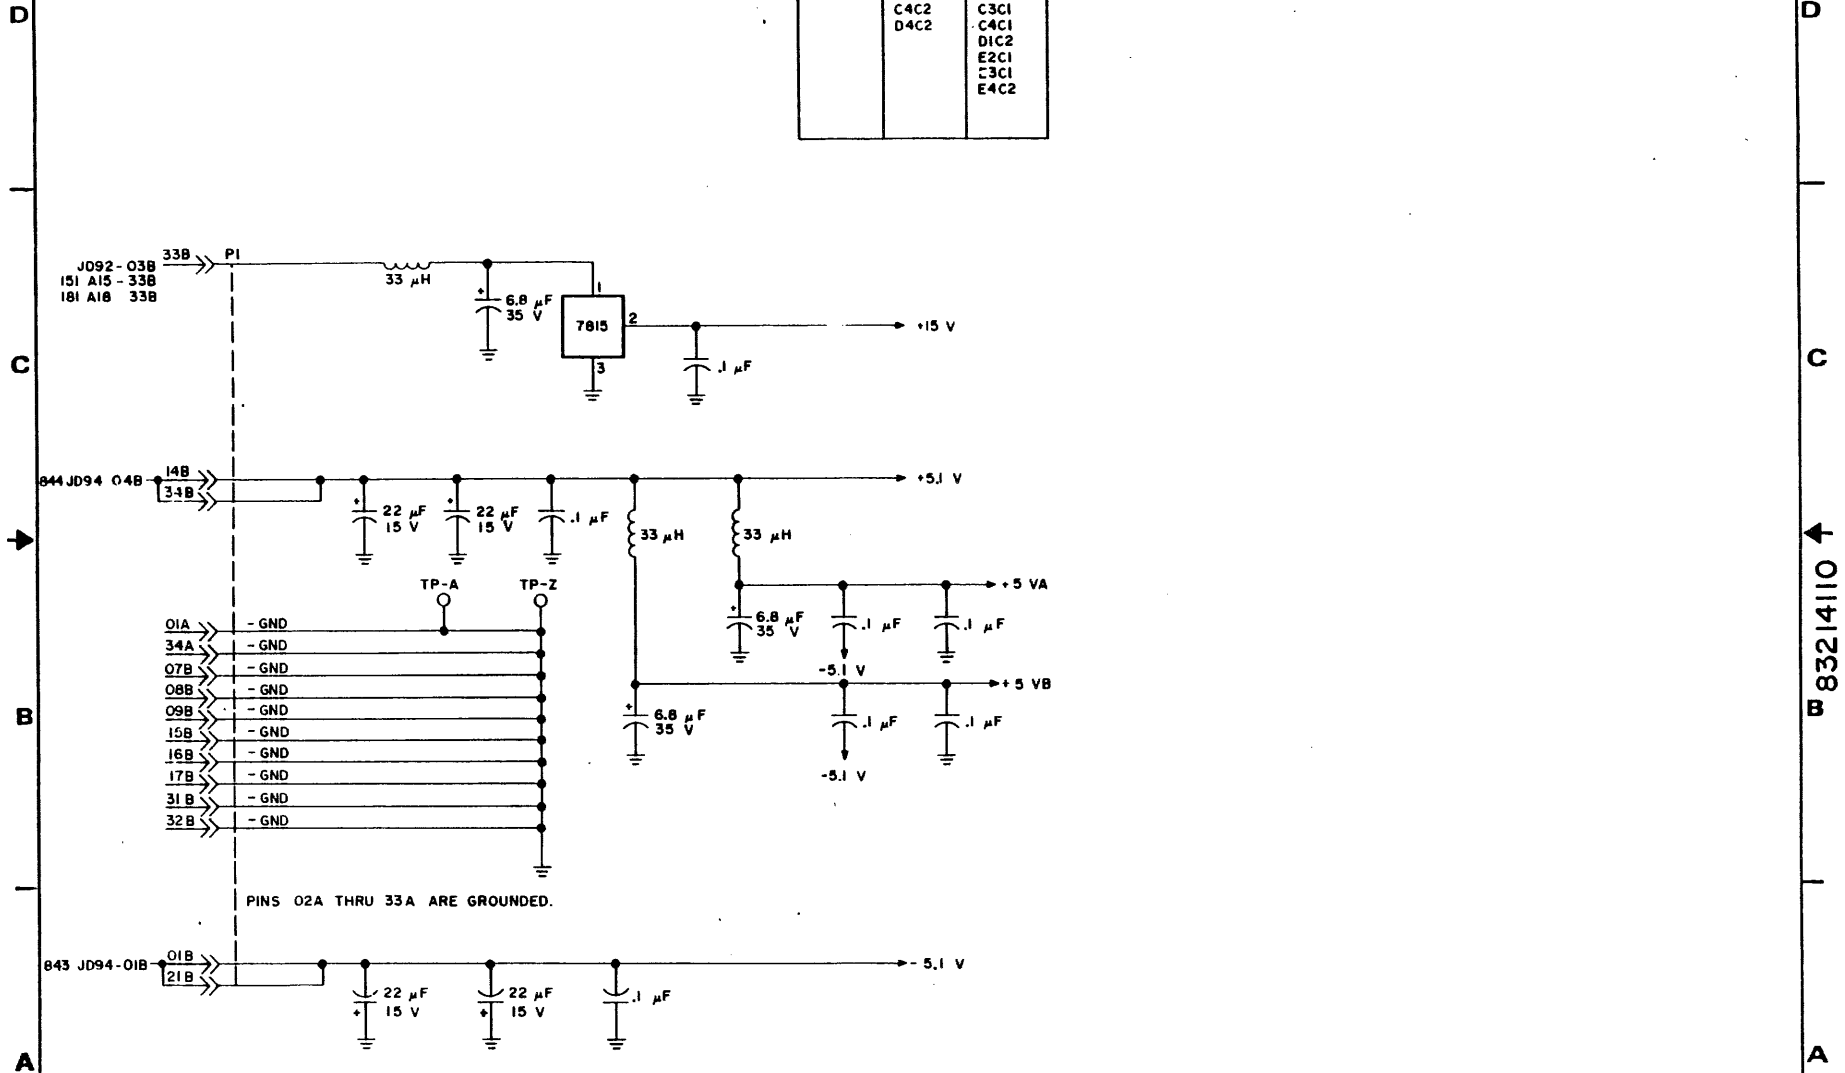 D
D
C4C2
D4C2
C3C1
C4C1
D1C2
E2C1
E3C1
E4C2
JD92-03B
151 A15-33B
181 A18 33B
33B
P1
33 µH
+
6.8 µF
35 V
1
7815
2
3
+15 V
.1 µF
C
C
844 JD94 04B
14B
34B
+
22 µF
15 V
+
22 µF
15 V
.1 µF
33 µH
33 µH
+5.1 V
TP-A
TP-Z
+5 VA
+
6.8 µF
35 V
.1 µF
.1 µF
-5.1 V
+5 VB
+
6.8 µF
35 V
.1 µF
.1 µF
-5.1 V
01A
-GND
34A
-GND
07B
-GND
08B
-GND
09B
-GND
15B
-GND
16B
-GND
17B
-GND
31B
-GND
32B
-GND
B
B 83214110
PINS 02A THRU 33A ARE GROUNDED.
843 JD94-01B
01B
21B
22 µF
15 V
+
22 µF
15 V
+
.1 µF
- 5.1 V
A
A